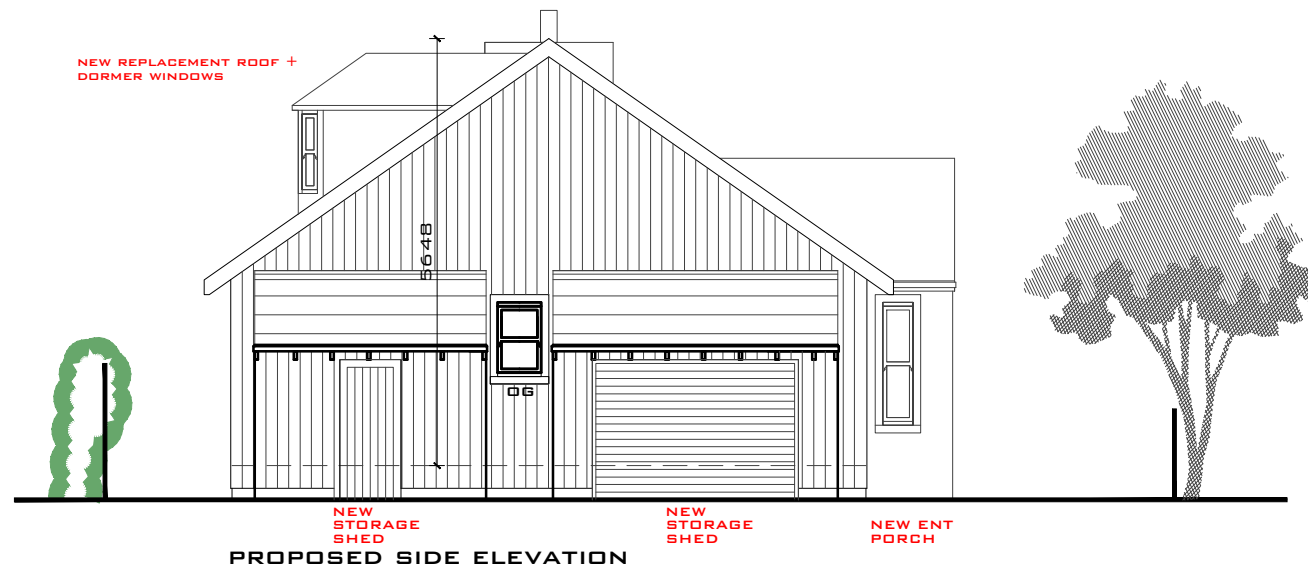 NEW REPLACEMENT ROOF +
DORMER WINDOWS
5648
OG
NEW
STORAGE
SHED
NEW
STORAGE
SHED
NEW ENT
PORCH
PROPOSED SIDE ELEVATION